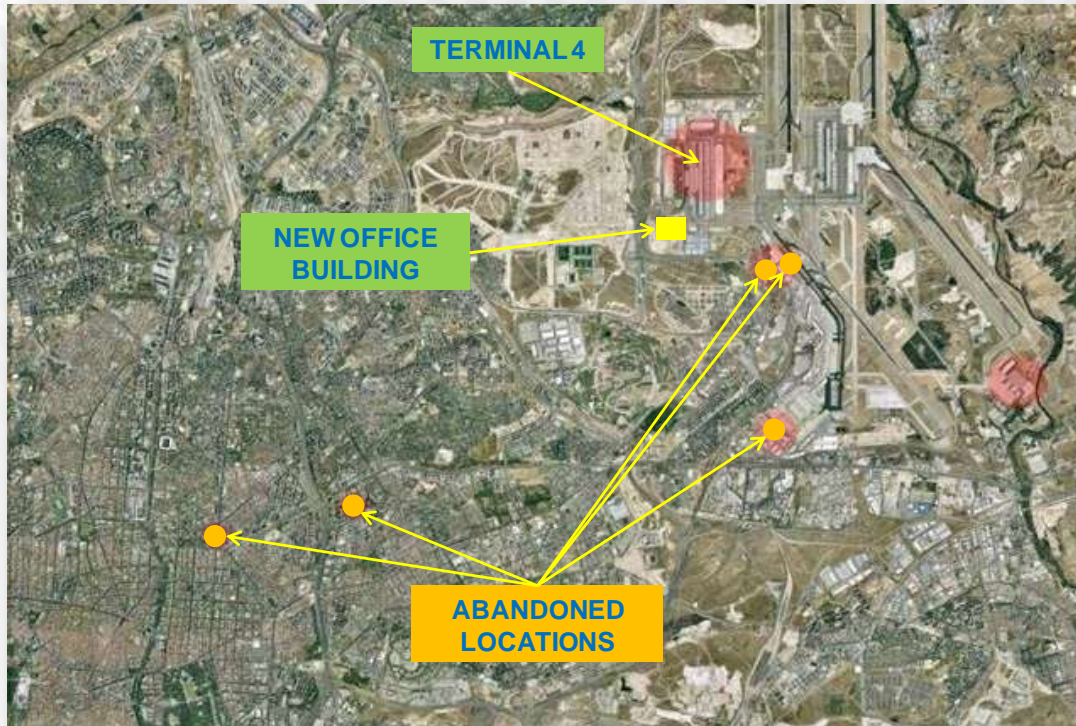 TERMINAL 4
NEW OFFICE
BUILDING
ABANDONED
LOCATIONS